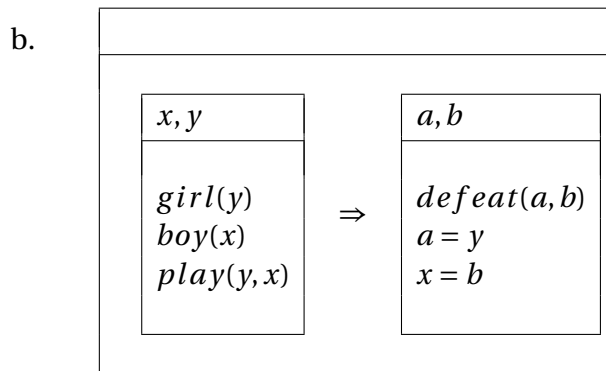 b.
x, y
a, b
girl(y)
boy(x)
play(y, x)
⇒
defeat(a, b)
a = y
x = b